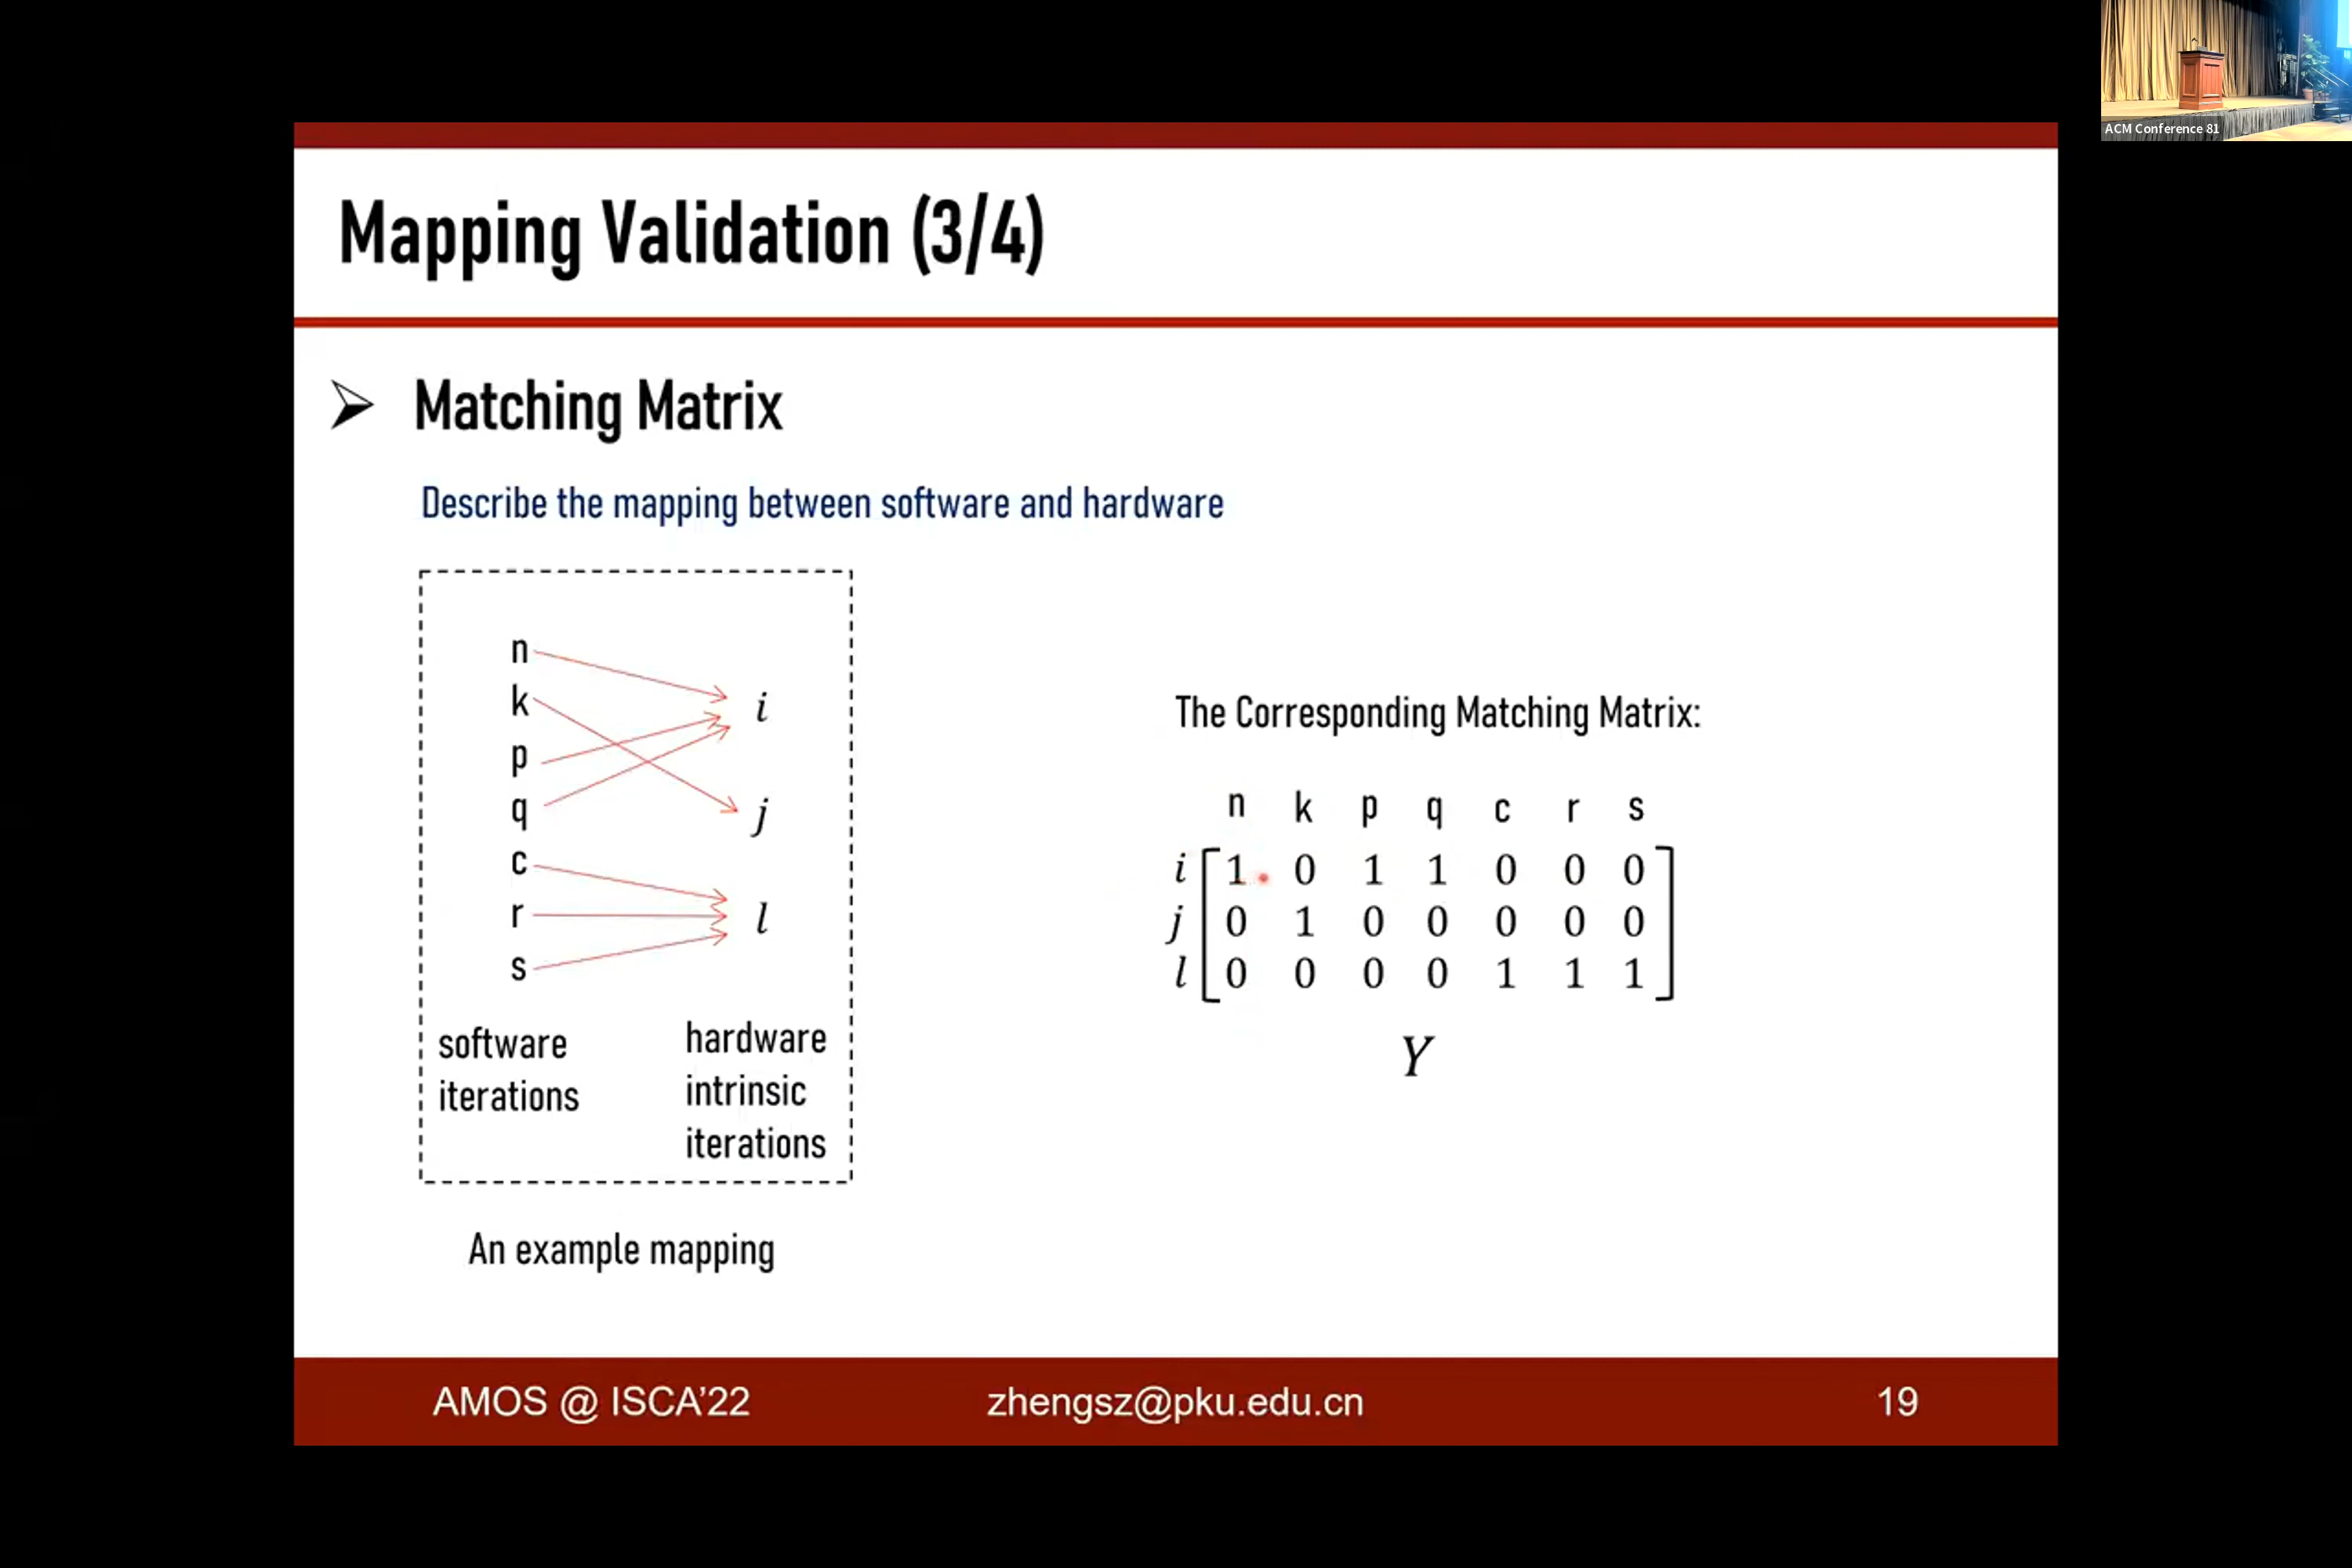 ACM Conference 81
Mapping Validation (3/4)
Matching Matrix
Describe the mapping between software and hardware
n
k
p
q
c
r
s
i
j
l
software
iterations
hardware
intrinsic
iterations
An example mapping
The Corresponding Matching Matrix:
n k p q c r s
i 1 0 1 1 0 0 0
j 0 1 0 0 0 0 0
l 0 0 0 0 1 1 1
Y
AMOS @ ISCA’22 zhengsz@pku.edu.cn 19